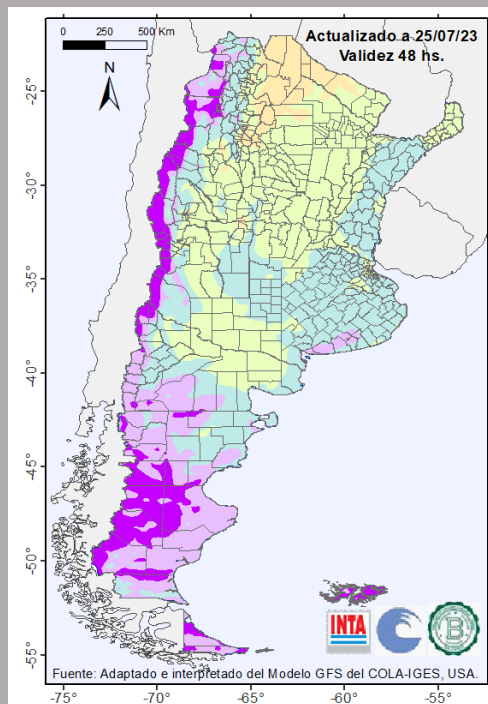 Actualizado a 25/07/23
Validez 48 hs.
0 250 500 Km
N
-25°
-30°
-35°
-40°
-45°
-50°
-55°
INTA
B
Fuente: Adaptado e interpretado del Modelo GFS del COLA-IGES, USA.
-75° -70° -65° -60° -55°